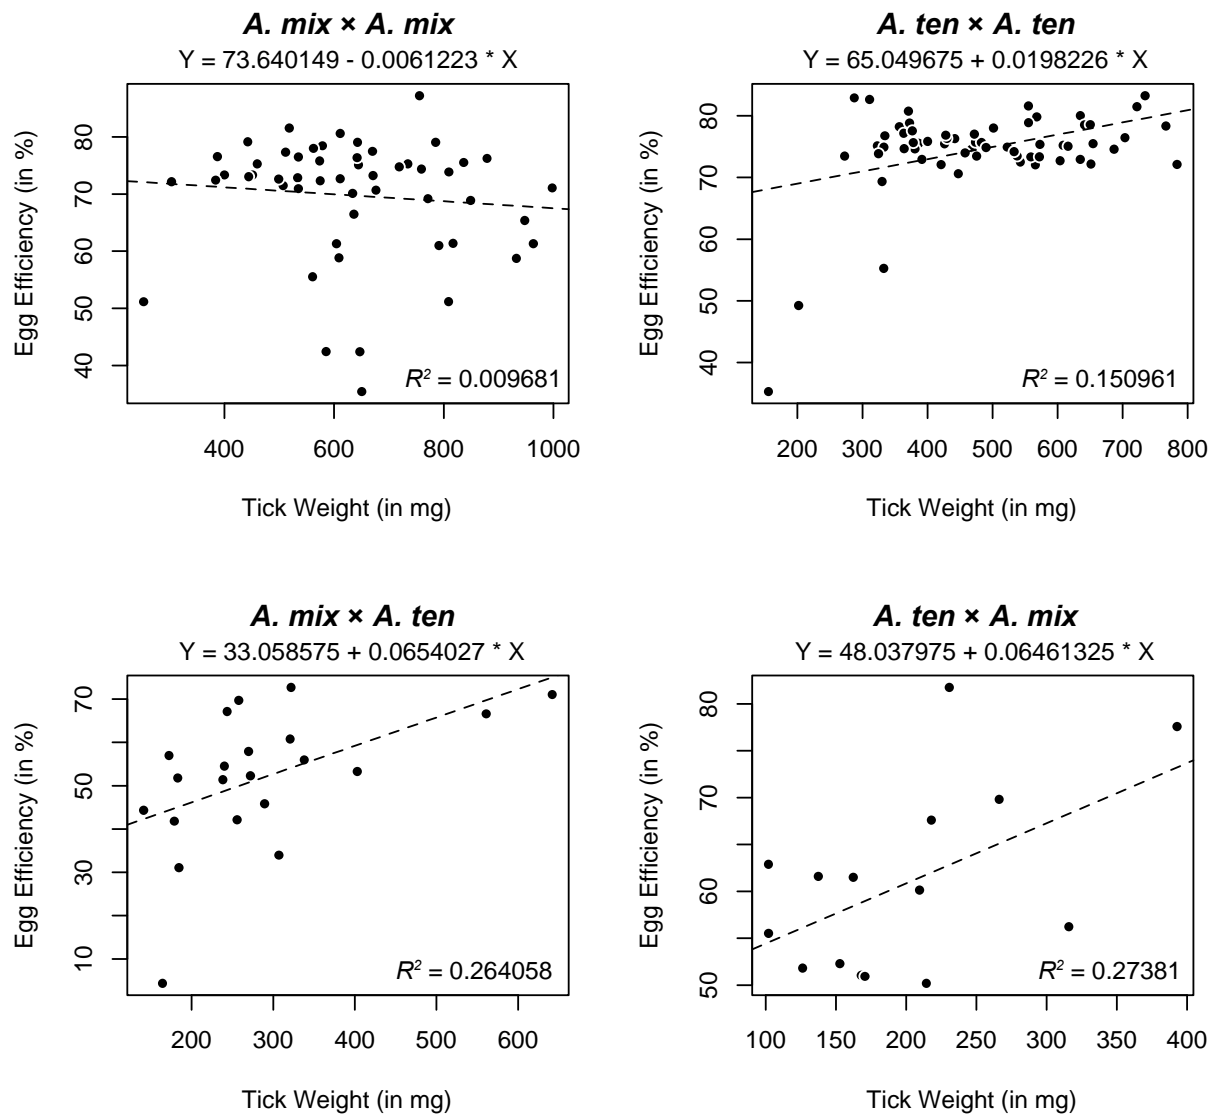 A. mix × A. mix
Y = 73.640149 - 0.0061223 * X
Egg Efficiency (in %)
80
70
60
50
40
R² = 0.009681
400 600 800 1000
Tick Weight (in mg)
A. ten × A. ten
Y = 65.049675 + 0.0198226 * X
Egg Efficiency (in %)
80
70
60
50
40
R² = 0.150961
200 300 400 500 600 700 800
Tick Weight (in mg)
A. mix × A. ten
Y = 33.058575 + 0.0654027 * X
Egg Efficiency (in %)
70
50
30
10
R² = 0.264058
200 300 400 500 600
Tick Weight (in mg)
A. ten × A. mix
Y = 48.037975 + 0.06461325 * X
Egg Efficiency (in %)
80
70
60
50
R² = 0.27381
100 150 200 250 300 350 400
Tick Weight (in mg)